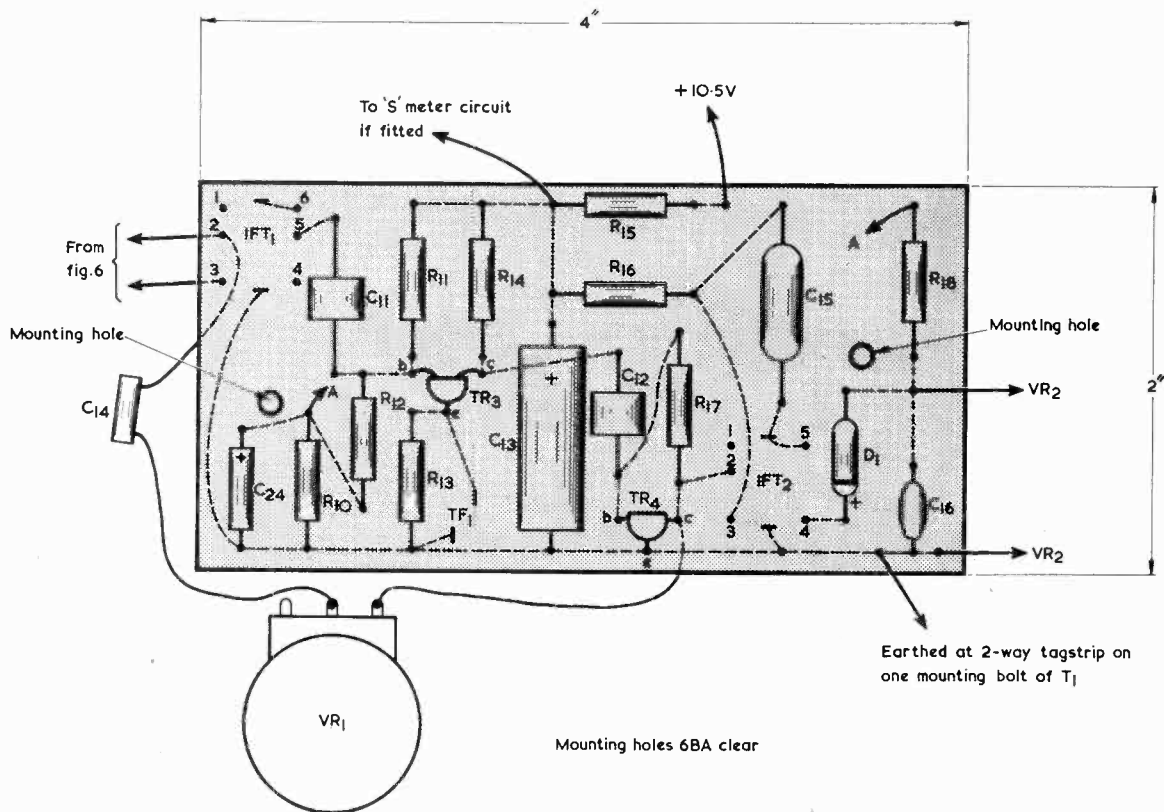 4"
To 'S' meter circuit
if fitted
+10·5V
1
6
2
IFT1
5
3
4
From
fig.6
Mounting hole
C11
R11
R14
R15
R16
C15
A
R18
Mounting hole
2"
C14
A
R12
b
c
TR3
e
C12
R17
VR2
C24
R10
R13
C13
TF1
TR4
b
c
e
1
2
3
IFT2
5
4
D1
+
C16
+
+
VR2
Earthed at 2-way tagstrip on
one mounting bolt of T1
VR1
Mounting holes 6BA clear